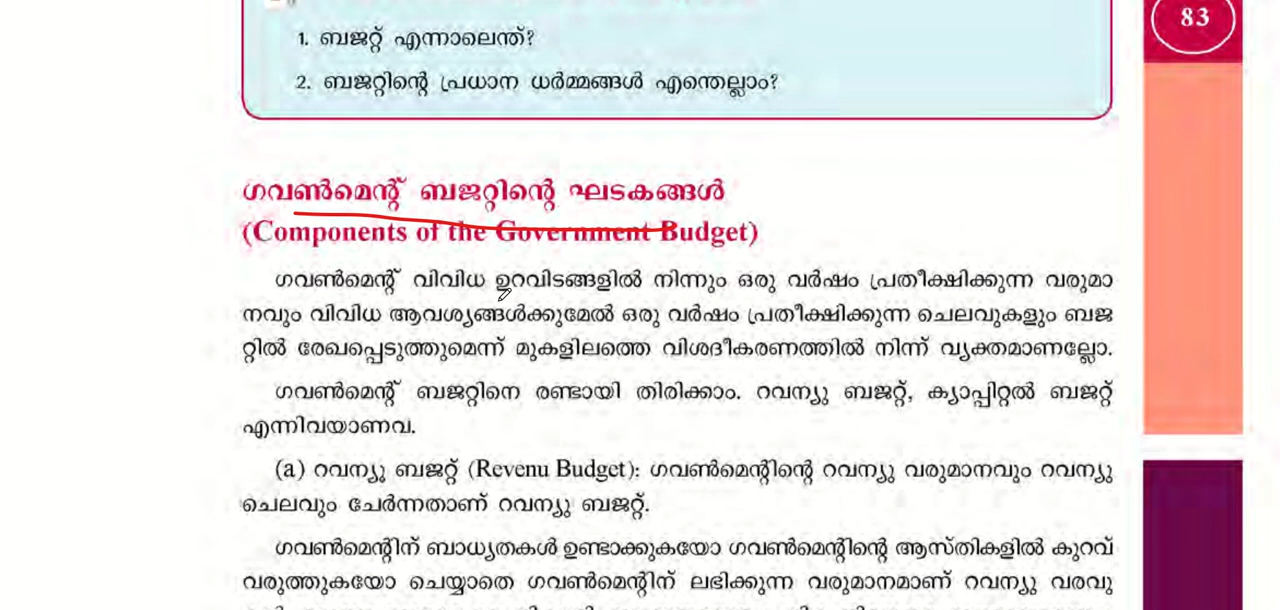 83
1. ബജറ്റ് എന്നാലെന്ത്?
2. ബജറ്റിന്റെ പ്രധാന ധർമ്മങ്ങൾ എന്തെല്ലാം?
ഗവൺമെന്റ് ബജറ്റിന്റെ ഘടകങ്ങൾ
(Components of the Government Budget)
ഗവൺമെന്റ് വിവിധ ഉറവിടങ്ങളിൽ നിന്നും ഒരു വർഷം പ്രതീക്ഷിക്കുന്ന വരുമാ
നവും വിവിധ ആവശ്യങ്ങൾക്കുമേൽ ഒരു വർഷം പ്രതീക്ഷിക്കുന്ന ചെലവുകളും ബജ
റ്റിൽ രേഖപ്പെടുത്തുമെന്ന് മുകളിലത്തെ വിശദീകരണത്തിൽ നിന്ന് വ്യക്തമാണല്ലോ.
ഗവൺമെന്റ് ബജറ്റിനെ രണ്ടായി തിരിക്കാം. റവന്യു ബജറ്റ്, ക്യാപ്പിറ്റൽ ബജറ്റ്
എന്നിവയാണവ.
(a) റവന്യു ബജറ്റ് (Revenu Budget): ഗവൺമെന്റിന്റെ റവന്യു വരുമാനവും റവന്യു
ചെലവും ചേർന്നതാണ് റവന്യു ബജറ്റ്.
ഗവൺമെന്റിന് ബാധ്യതകൾ ഉണ്ടാക്കുകയോ ഗവൺമെന്റിന്റെ ആസ്തികളിൽ കുറവ്
വരുത്തുകയോ ചെയ്യാതെ ഗവൺമെന്റിന് ലഭിക്കുന്ന വരുമാനമാണ് റവന്യു വരവു